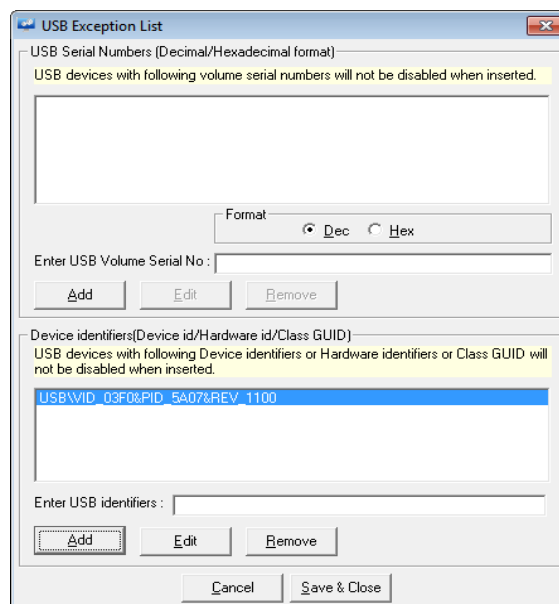 USB Exception List
USB Serial Numbers (Decimal/Hexadecimal format)
USB devices with following volume serial numbers will not be disabled when inserted.
Format
Dec Hex
Enter USB Volume Serial No :
Add Edit Remove
Device identifiers(Device id/Hardware id/Class GUID)
USB devices with following Device identifiers or Hardware identifiers or Class GUID will
not be disabled when inserted.
USB\VID_03F0&PID_5A07&REV_1100
Enter USB identifiers :
Add Edit Remove
Cancel Save & Close